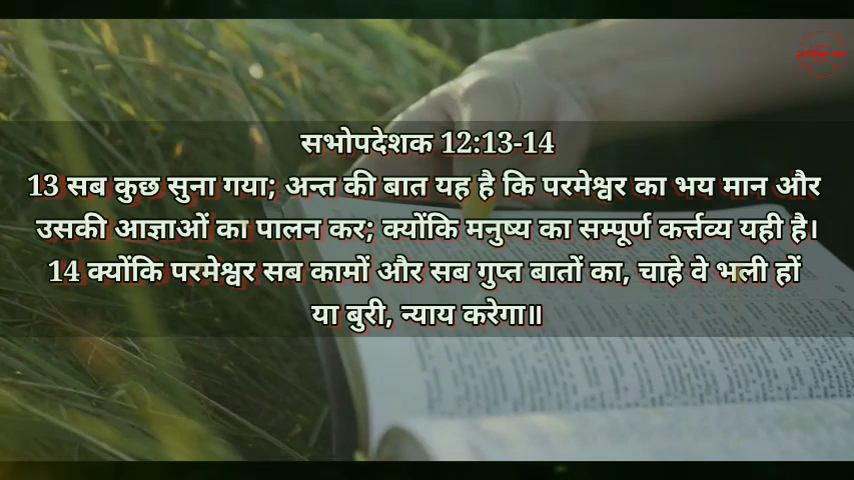 सभोपदेशक 12:13-14
13 सब कुछ सुना गया; अन्त की बात यह है कि परमेश्वर का भय मान और
उसकी आज्ञाओं का पालन कर; क्योंकि मनुष्य का सम्पूर्ण कर्त्तव्य यही है।
14 क्योंकि परमेश्वर सब कामों और सब गुप्त बातों का, चाहे वे भली हों
या बुरी, न्याय करेगा॥